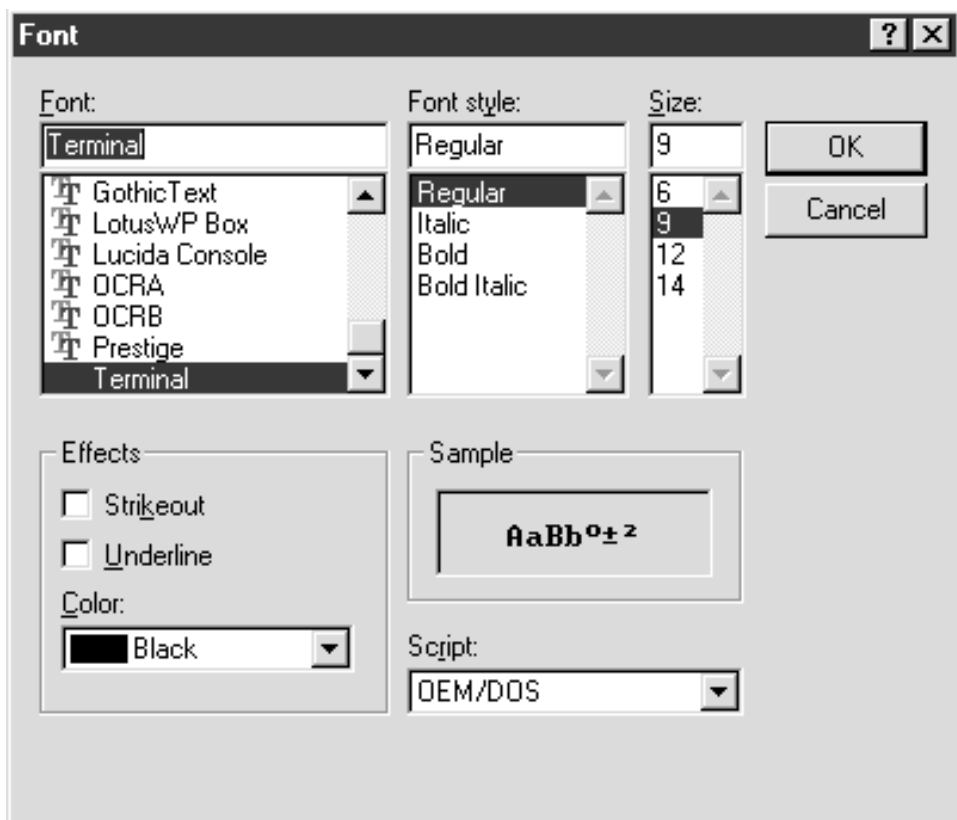 Font
Font:
Terminal
GothicText
LotusWP Box
Lucida Console
OCRA
OCRB
Prestige
Terminal
Font style:
Regular
Regular
Italic
Bold
Bold Italic
Size:
9
6
9
12
14
OK
Cancel
Effects
Strikeout
Underline
Color:
Black
Sample
AaBbº±²
Script:
OEM/DOS